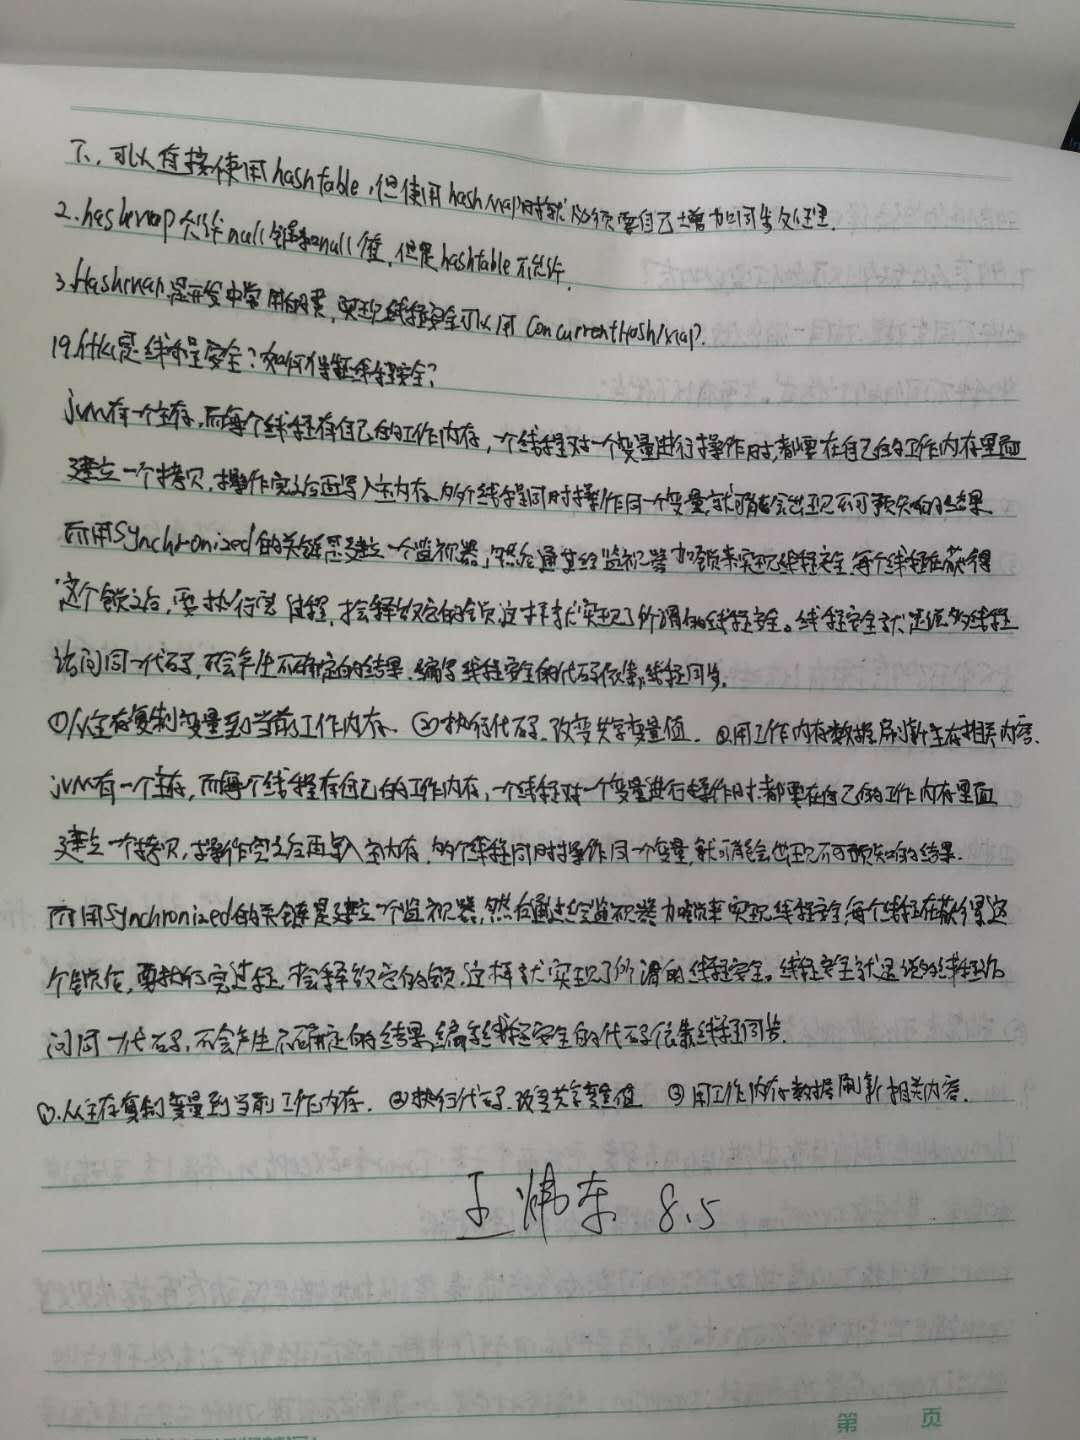 下，可以直接使用hashtable，但使用hashMap时就必须要自己增加同步处理.
2.hashmap允许null键和null值，但是hashtable不允许.
3.Hashmap是开发中常用的类，实现线程安全可以用ConcurrentHashMap.
19.什么是线程安全？如何保证线程安全？
jvm有一个主存，而每个线程有自己的工作内存，一个线程对一个变量进行操作时，都要在自己的工作内存里面
建立一个拷贝，操作完之后再写入主内存.多个线程同时操作同一个变量，就可能会出现不可预知的结果.
而用Synchronized的关键是建立一个监视器，然后通过给监视器加锁来实现线程安全，每个线程在获得
这个锁之后，要执行完过程，才会释放它的锁，这样就实现了所谓的线程安全。线程安全就是说多线程
访问同一代码，不会产生不确定的结果.编写线程安全的代码依靠线程同步.
①从主存复制变量到当前工作内存. ②执行代码.改变共享变量值. ③用工作内存数据刷新主存相关内容.
jvm有一个主存，而每个线程有自己的工作内存，一个线程对一个变量进行操作时.都要在自己的工作内存里面
建立一个拷贝，操作完之后再写入主内存，多个线程同时操作同一个变量，就可能会出现不可预知的结果.
而用Synchronized的关键是建立一个监视器，然后通过给监视器加锁来实现线程安全，每个线程在获得这
个锁后，要执行完过程.才会释放它的锁，这样就实现了所谓的线程安全。线程安全就是说多线程访
问同一代码，不会产生不确定的结果，编写线程安全的代码依靠线程同步.
①.从主存复制变量到当前工作内存. ②执行代码.改变共享变量值 ③用工作内存数据刷新相关内容.
王炜东 8.5
第 页